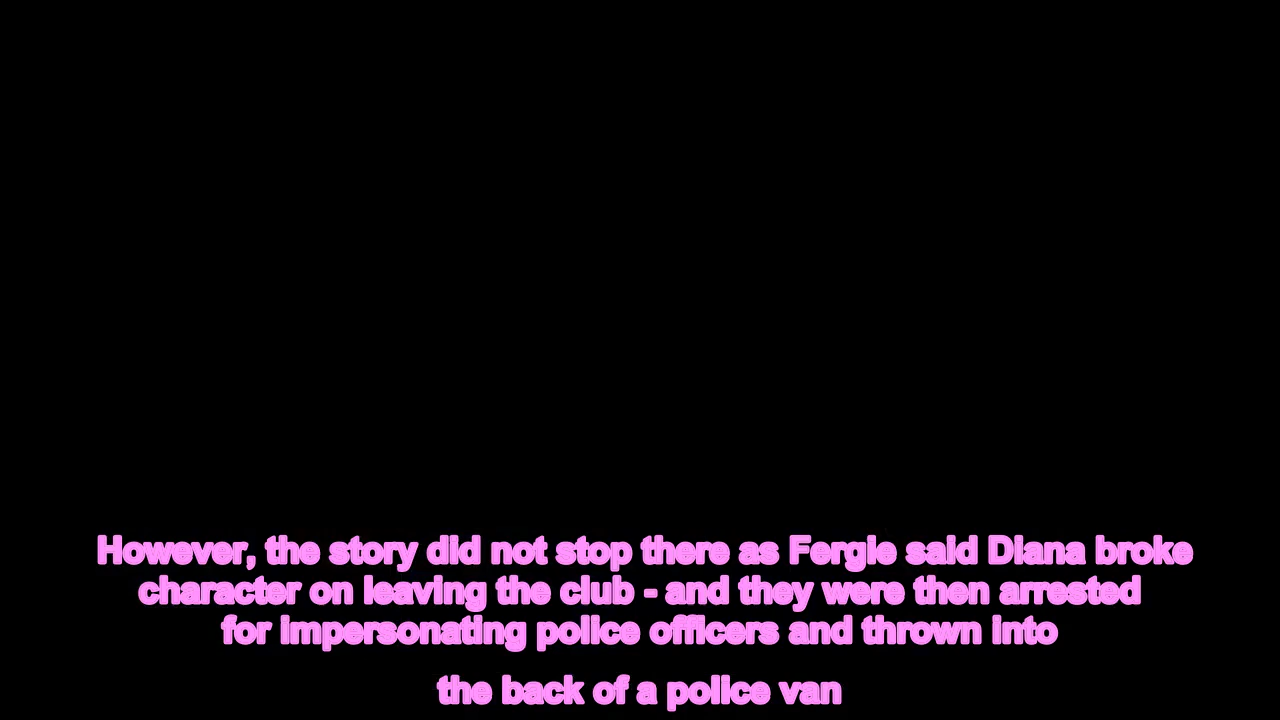 However, the story did not stop there as Fergie said Diana broke
character on leaving the club - and they were then arrested
for impersonating police officers and thrown into
the back of a police van